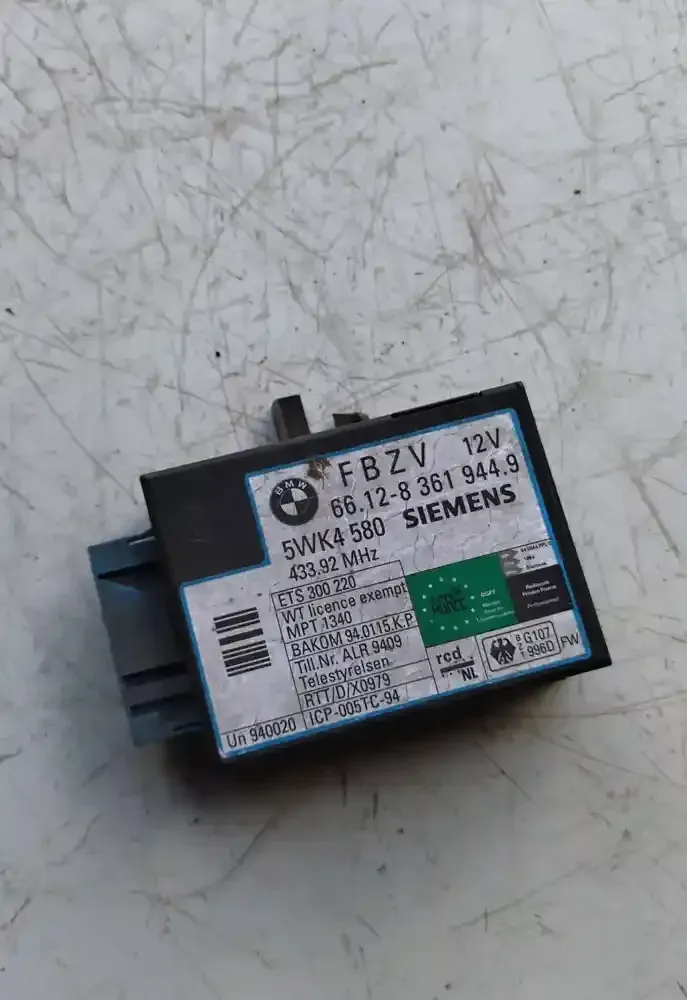 FBZV 12V
BMW
66.12-8 361 944.9
5WK4 580 SIEMENS
433.92 MHz
ETS 300 220
WT licence exempt
MPT 1340
BAKOM 94.0115.K.P
Till.Nr. ALR 9409
Telestyrelsen
RTT/D/X0979
Un 940020 ICP-005TC-94
rcd
NL
BZT G107 996D FW